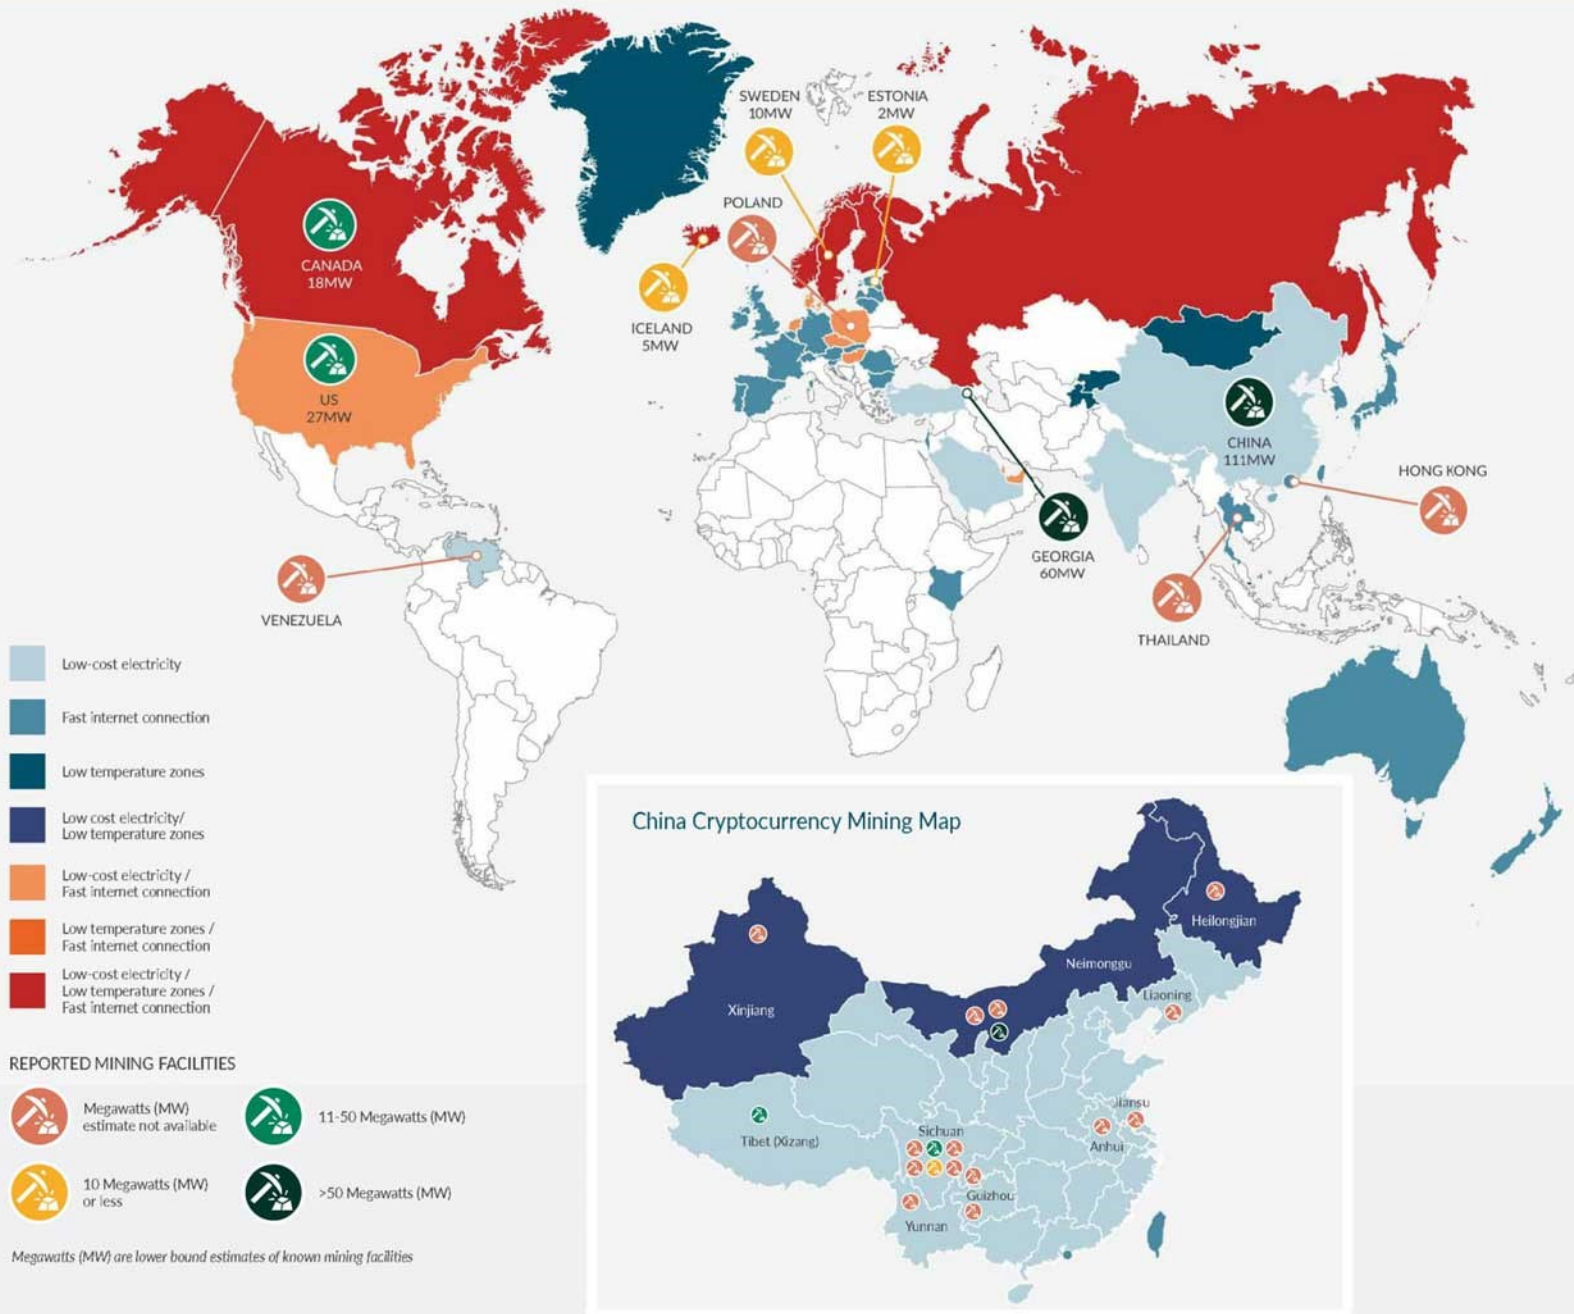 SWEDEN
10MW
ESTONIA
2MW
POLAND
CANADA
18MW
ICELAND
5MW
US
27MW
CHINA
111MW
HONG KONG
GEORGIA
60MW
VENEZUELA
THAILAND
Low-cost electricity
Fast internet connection
Low temperature zones
Low cost electricity/
Low temperature zones
Low-cost electricity /
Fast internet connection
Low temperature zones /
Fast internet connection
Low-cost electricity /
Low temperature zones /
Fast internet connection
REPORTED MINING FACILITIES
Megawatts (MW)
estimate not available
11-50 Megawatts (MW)
10 Megawatts (MW)
or less
>50 Megawatts (MW)
Megawatts (MW) are lower bound estimates of known mining facilities
China Cryptocurrency Mining Map
Heilongjian
Neimonggu
Liaoning
Xinjiang
Jiansu
Sichuan
Tibet (Xizang)
Anhui
Guizhou
Yunnan